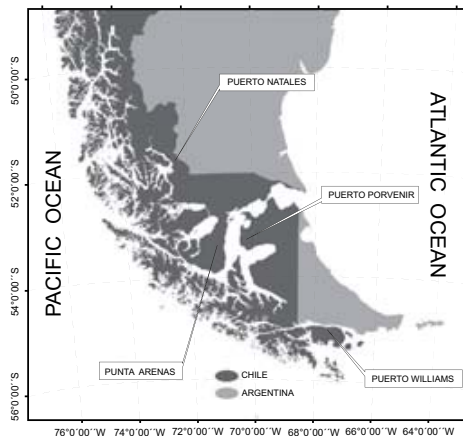 50°0'0''S
52°0'0''S
54°0'0''S
56°0'0''S
PACIFIC OCEAN
ATLANTIC OCEAN
PUERTO NATALES
PUERTO PORVENIR
PUNTA ARENAS
PUERTO WILLIAMS
CHILE
ARGENTINA
76°0'0''W 74°0'0''W 72°0'0''W 70°0'0''W 68°0'0''W 66°0'0''W 64°0'0''W